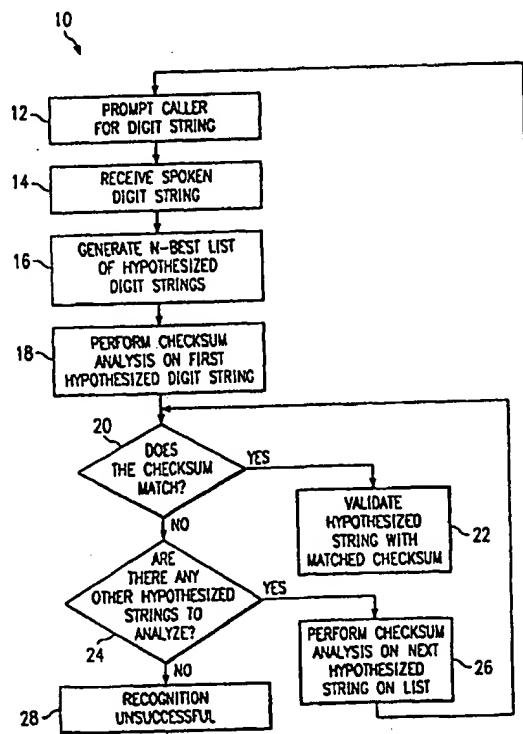 10
12
PROMPT CALLER
FOR DIGIT STRING
14
RECEIVE SPOKEN
DIGIT STRING
16
GENERATE N-BEST LIST
OF HYPOTHESIZED
DIGIT STRINGS
18
PERFORM CHECKSUM
ANALYSIS ON FIRST
HYPOTHESIZED DIGIT STRING
20
DOES
THE CHECKSUM
MATCH?
YES
NO
VALIDATE
HYPOTHESIZED
STRING WITH
MATCHED CHECKSUM
22
ARE
THERE ANY
OTHER HYPOTHESIZED
STRINGS TO
ANALYZE?
24
YES
NO
PERFORM CHECKSUM
ANALYSIS ON NEXT
HYPOTHESIZED
STRING ON LIST
26
28
RECOGNITION
UNSUCCESSFUL